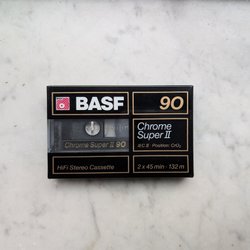 BASF 90
Chrome
Super II
Chrome Super II 90
IEC II · Position: CrO₂
HiFi Stereo Cassette
2 x 45 min · 132 m